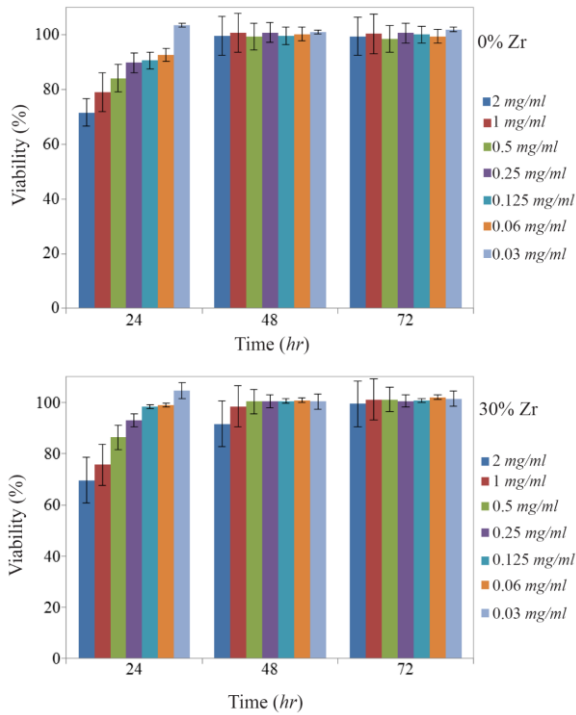 0% Zr
Viability (%)
100
80
60
40
20
0
24 48 72
Time (hr)
2 mg/ml
1 mg/ml
0.5 mg/ml
0.25 mg/ml
0.125 mg/ml
0.06 mg/ml
0.03 mg/ml
30% Zr
Viability (%)
100
80
60
40
20
0
24 48 72
Time (hr)
2 mg/ml
1 mg/ml
0.5 mg/ml
0.25 mg/ml
0.125 mg/ml
0.06 mg/ml
0.03 mg/ml